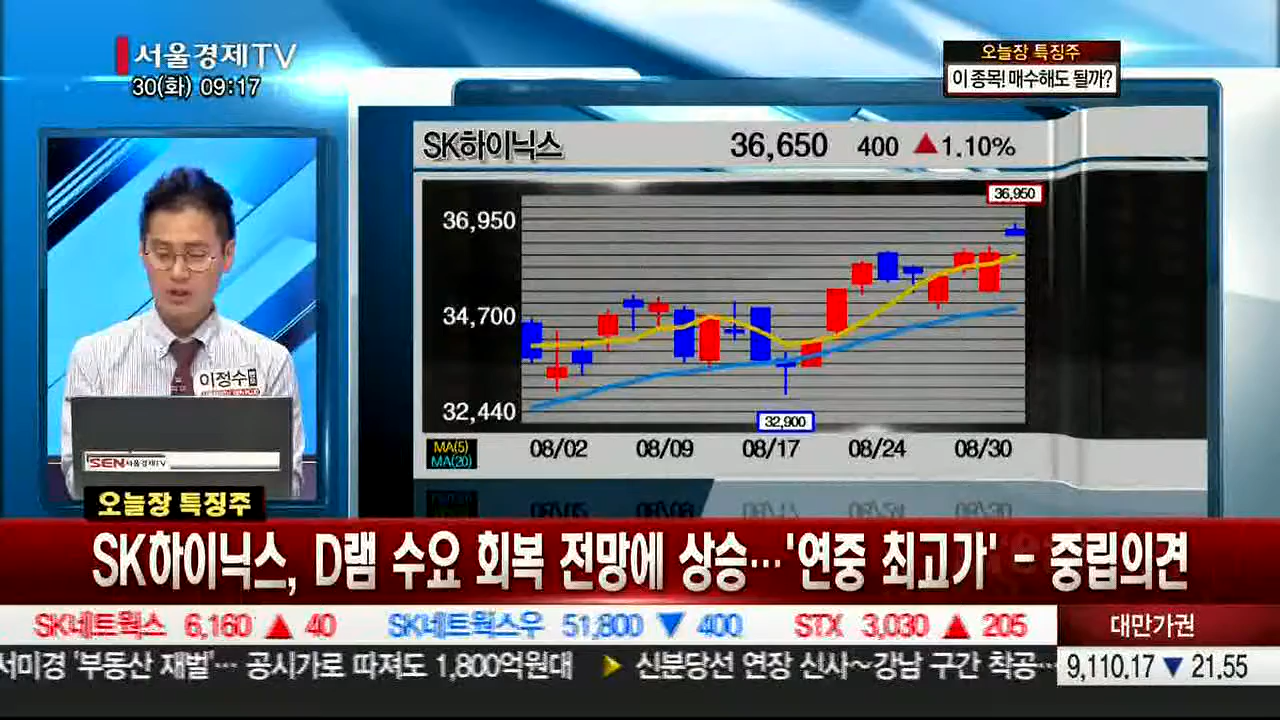 서울경제TV
30(화) 09:17
오늘장 특징주
이 종목! 매수해도 될까?
SK하이닉스 36,650 400 ▲1.10%
36,950
36,950
34,700
32,440
32,900
MA(5)
MA(20)
08/02 08/09 08/17 08/24 08/30
이정수
SEN 서울경제TV
오늘장 특징주
SK하이닉스, D램 수요 회복 전망에 상승…'연중 최고가' - 중립의견
SK네트웍스 6,160 ▲ 40 SK네트웍스우 51,800 ▼ 400 STX 3,030 ▲ 205
대만가권
서미경 '부동산 재벌'… 공시가로 따져도 1,800억원대 ▶ 신분당선 연장 신사~강남 구간 착공…
9,110.17 ▼ 21.55